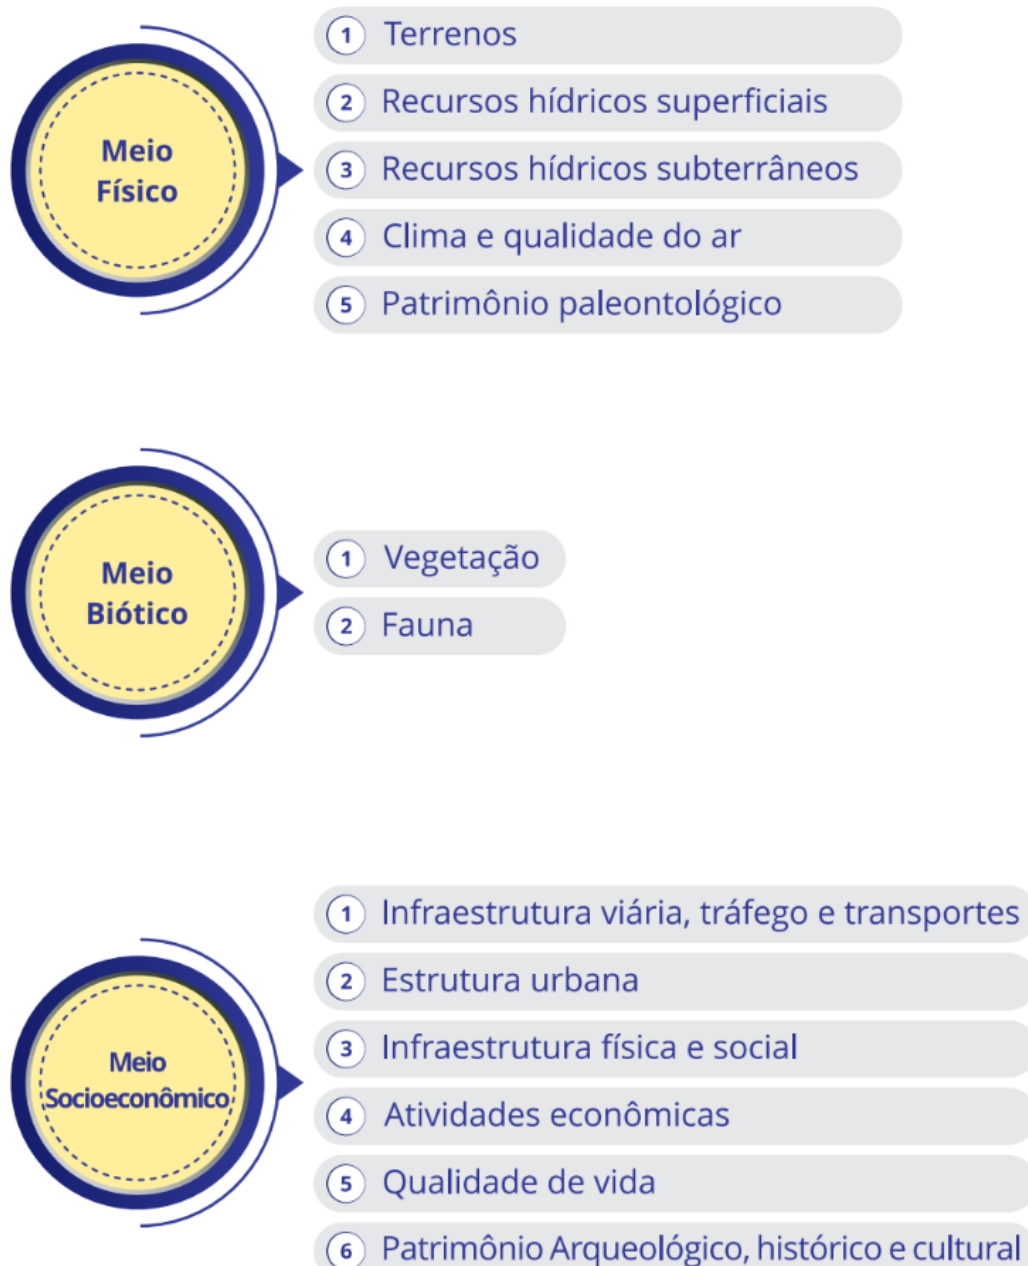 Meio
Físico
1 Terrenos
2 Recursos hídricos superficiais
3 Recursos hídricos subterrâneos
4 Clima e qualidade do ar
5 Patrimônio paleontológico
Meio
Biótico
1 Vegetação
2 Fauna
Meio
Socioeconômico
1 Infraestrutura viária, tráfego e transportes
2 Estrutura urbana
3 Infraestrutura física e social
4 Atividades econômicas
5 Qualidade de vida
6 Patrimônio Arqueológico, histórico e cultural